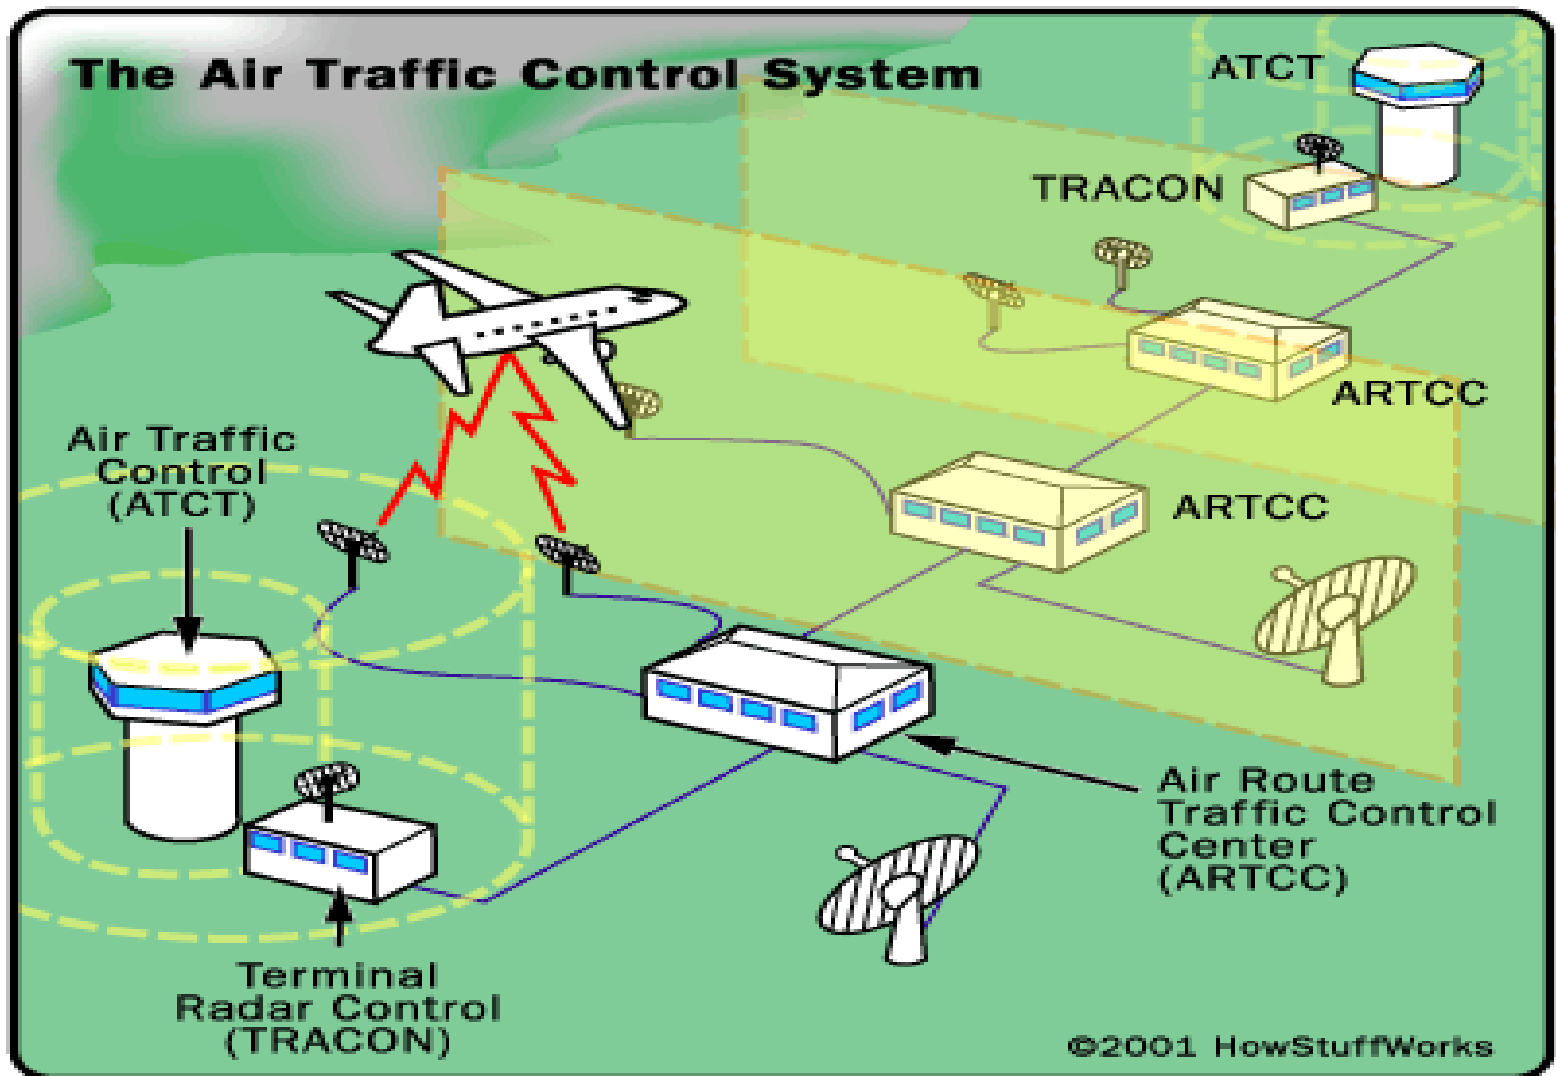 The Air Traffic Control System
ATCT
TRACON
ARTCC
ARTCC
Air Traffic
Control
(ATCT)
Air Route
Traffic Control
Center
(ARTCC)
Terminal
Radar Control
(TRACON)
©2001 HowStuffWorks